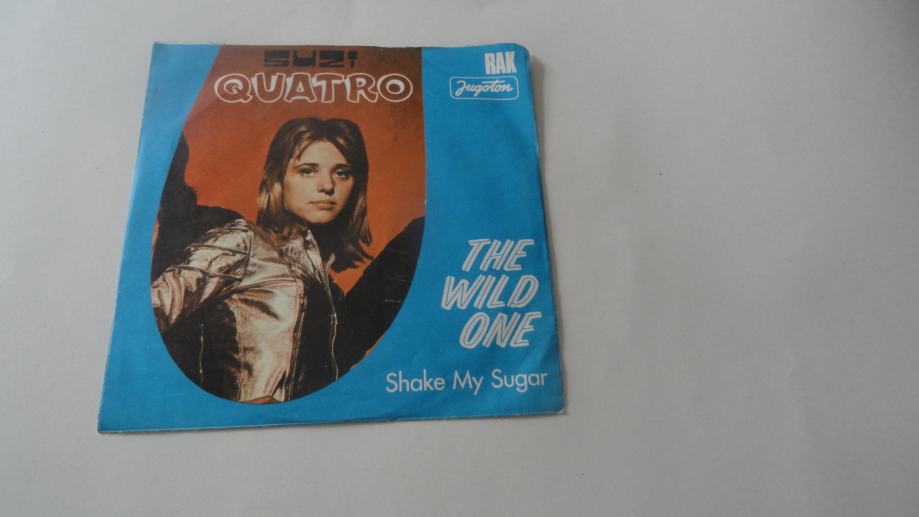 SUZI
QUATRO
RAK
Jugoton
THE
WILD
ONE
Shake My Sugar